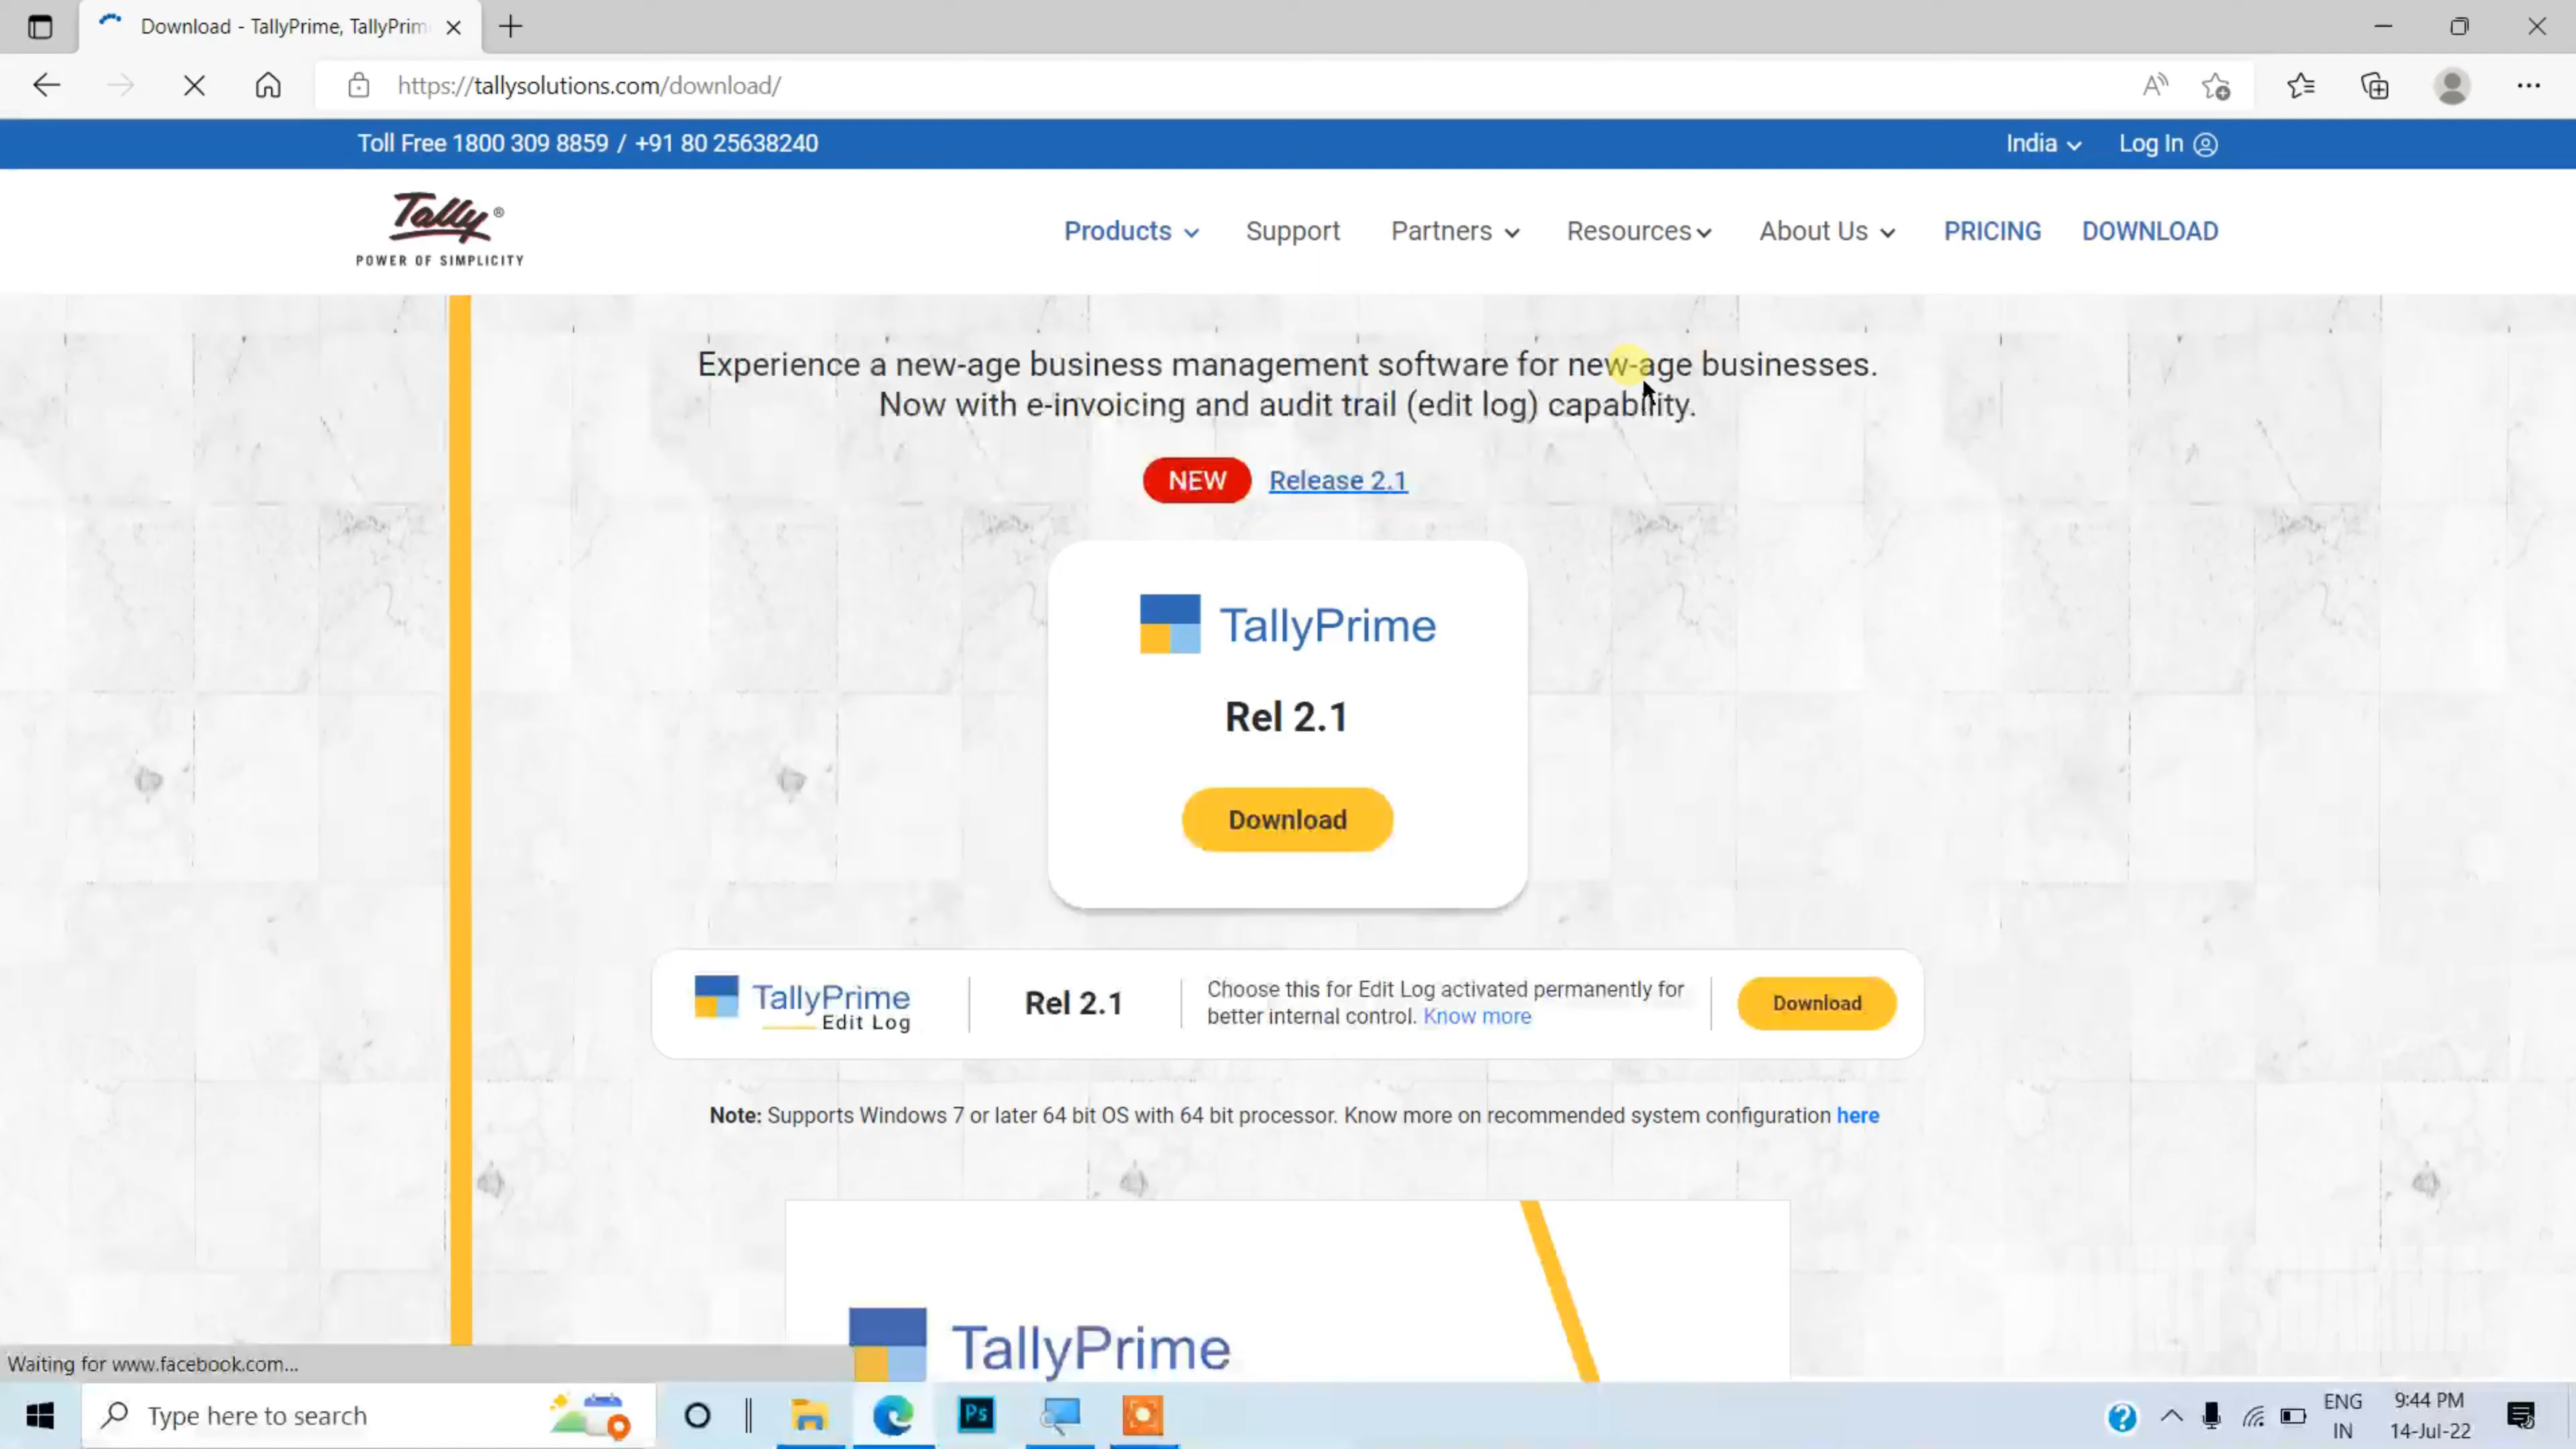 Download - TallyPrime, TallyPrim
https://tallysolutions.com/download/
Toll Free 1800 309 8859 / +91 80 25638240
India
Log In
Tally ®
POWER OF SIMPLICITY
Products
Support
Partners
Resources
About Us
PRICING
DOWNLOAD
Experience a new-age business management software for new-age businesses.
Now with e-invoicing and audit trail (edit log) capability.
NEW Release 2.1
TallyPrime
Rel 2.1
Download
TallyPrime
Edit Log
Rel 2.1
Choose this for Edit Log activated permanently for
better internal control. Know more
Download
Note: Supports Windows 7 or later 64 bit OS with 64 bit processor. Know more on recommended system configuration here
TallyPrime
Waiting for www.facebook.com...
Type here to search
Ps
ENG
IN
9:44 PM
14-Jul-22